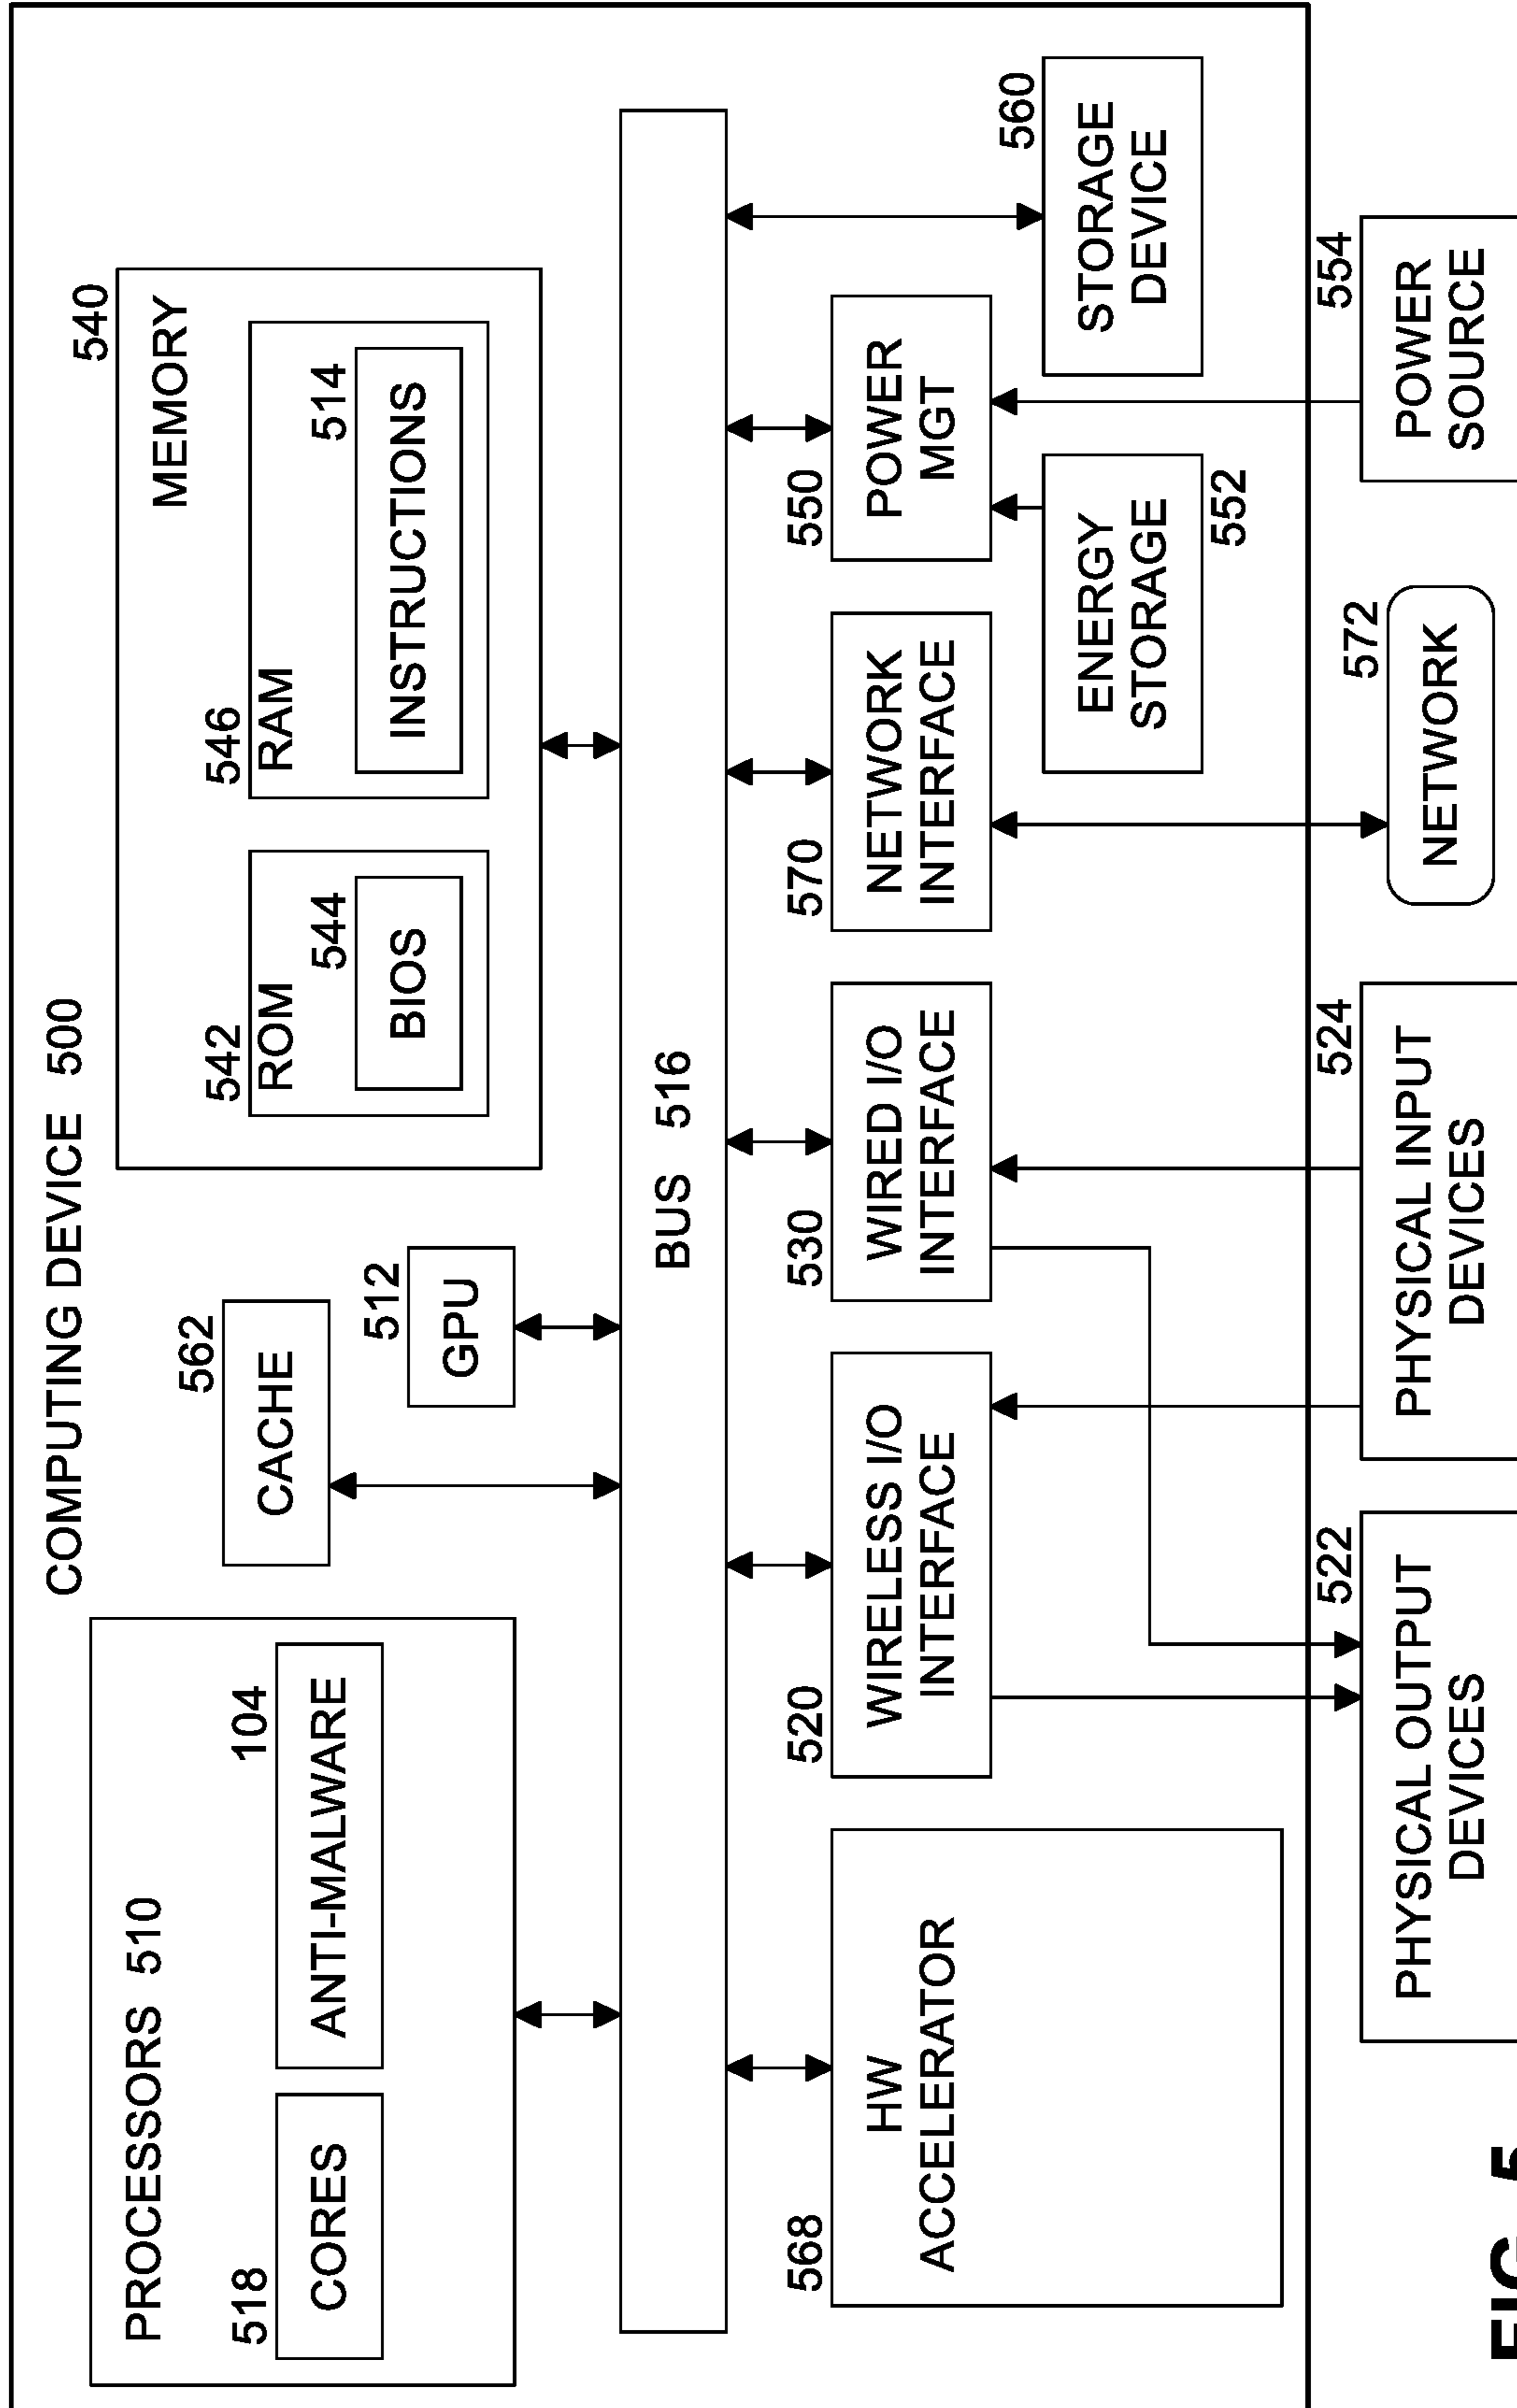 COMPUTING DEVICE 500
PROCESSORS 510
518
CORES
104
ANTI-MALWARE
562
CACHE
512
GPU
540
MEMORY
542
ROM
544
BIOS
546
RAM
514
INSTRUCTIONS
BUS 516
568
HW
ACCELERATOR
520
WIRELESS I/O
INTERFACE
530
WIRED I/O
INTERFACE
570
NETWORK
INTERFACE
550
POWER
MGT
ENERGY
STORAGE
552
560
STORAGE
DEVICE
522
PHYSICAL OUTPUT
DEVICES
524
PHYSICAL INPUT
DEVICES
572
NETWORK
554
POWER
SOURCE
FIG. 5